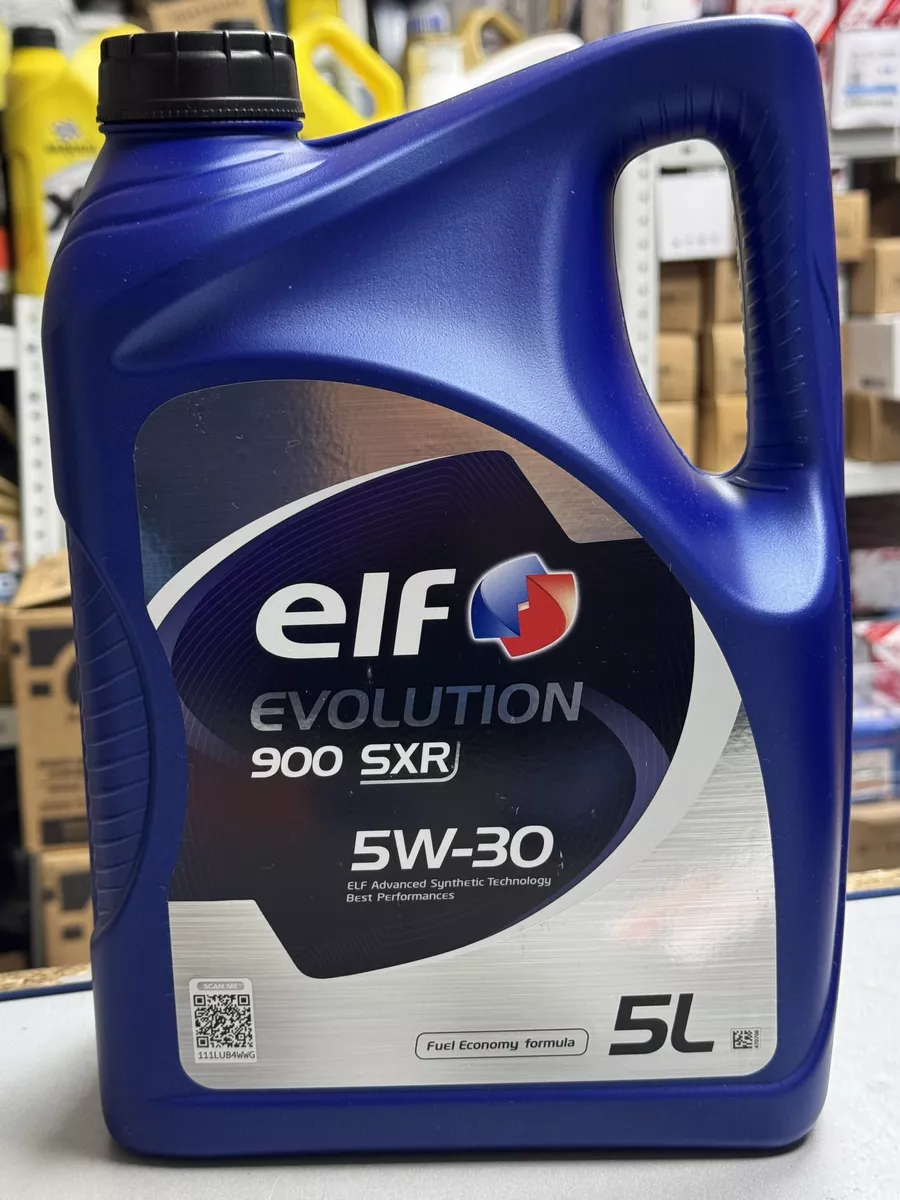 elf
EVOLUTION
900 SXR
5W-30
ELF Advanced Synthetic Technology
Best Performances
SCAN ME
111LUB4WWG
Fuel Economy formula
5L